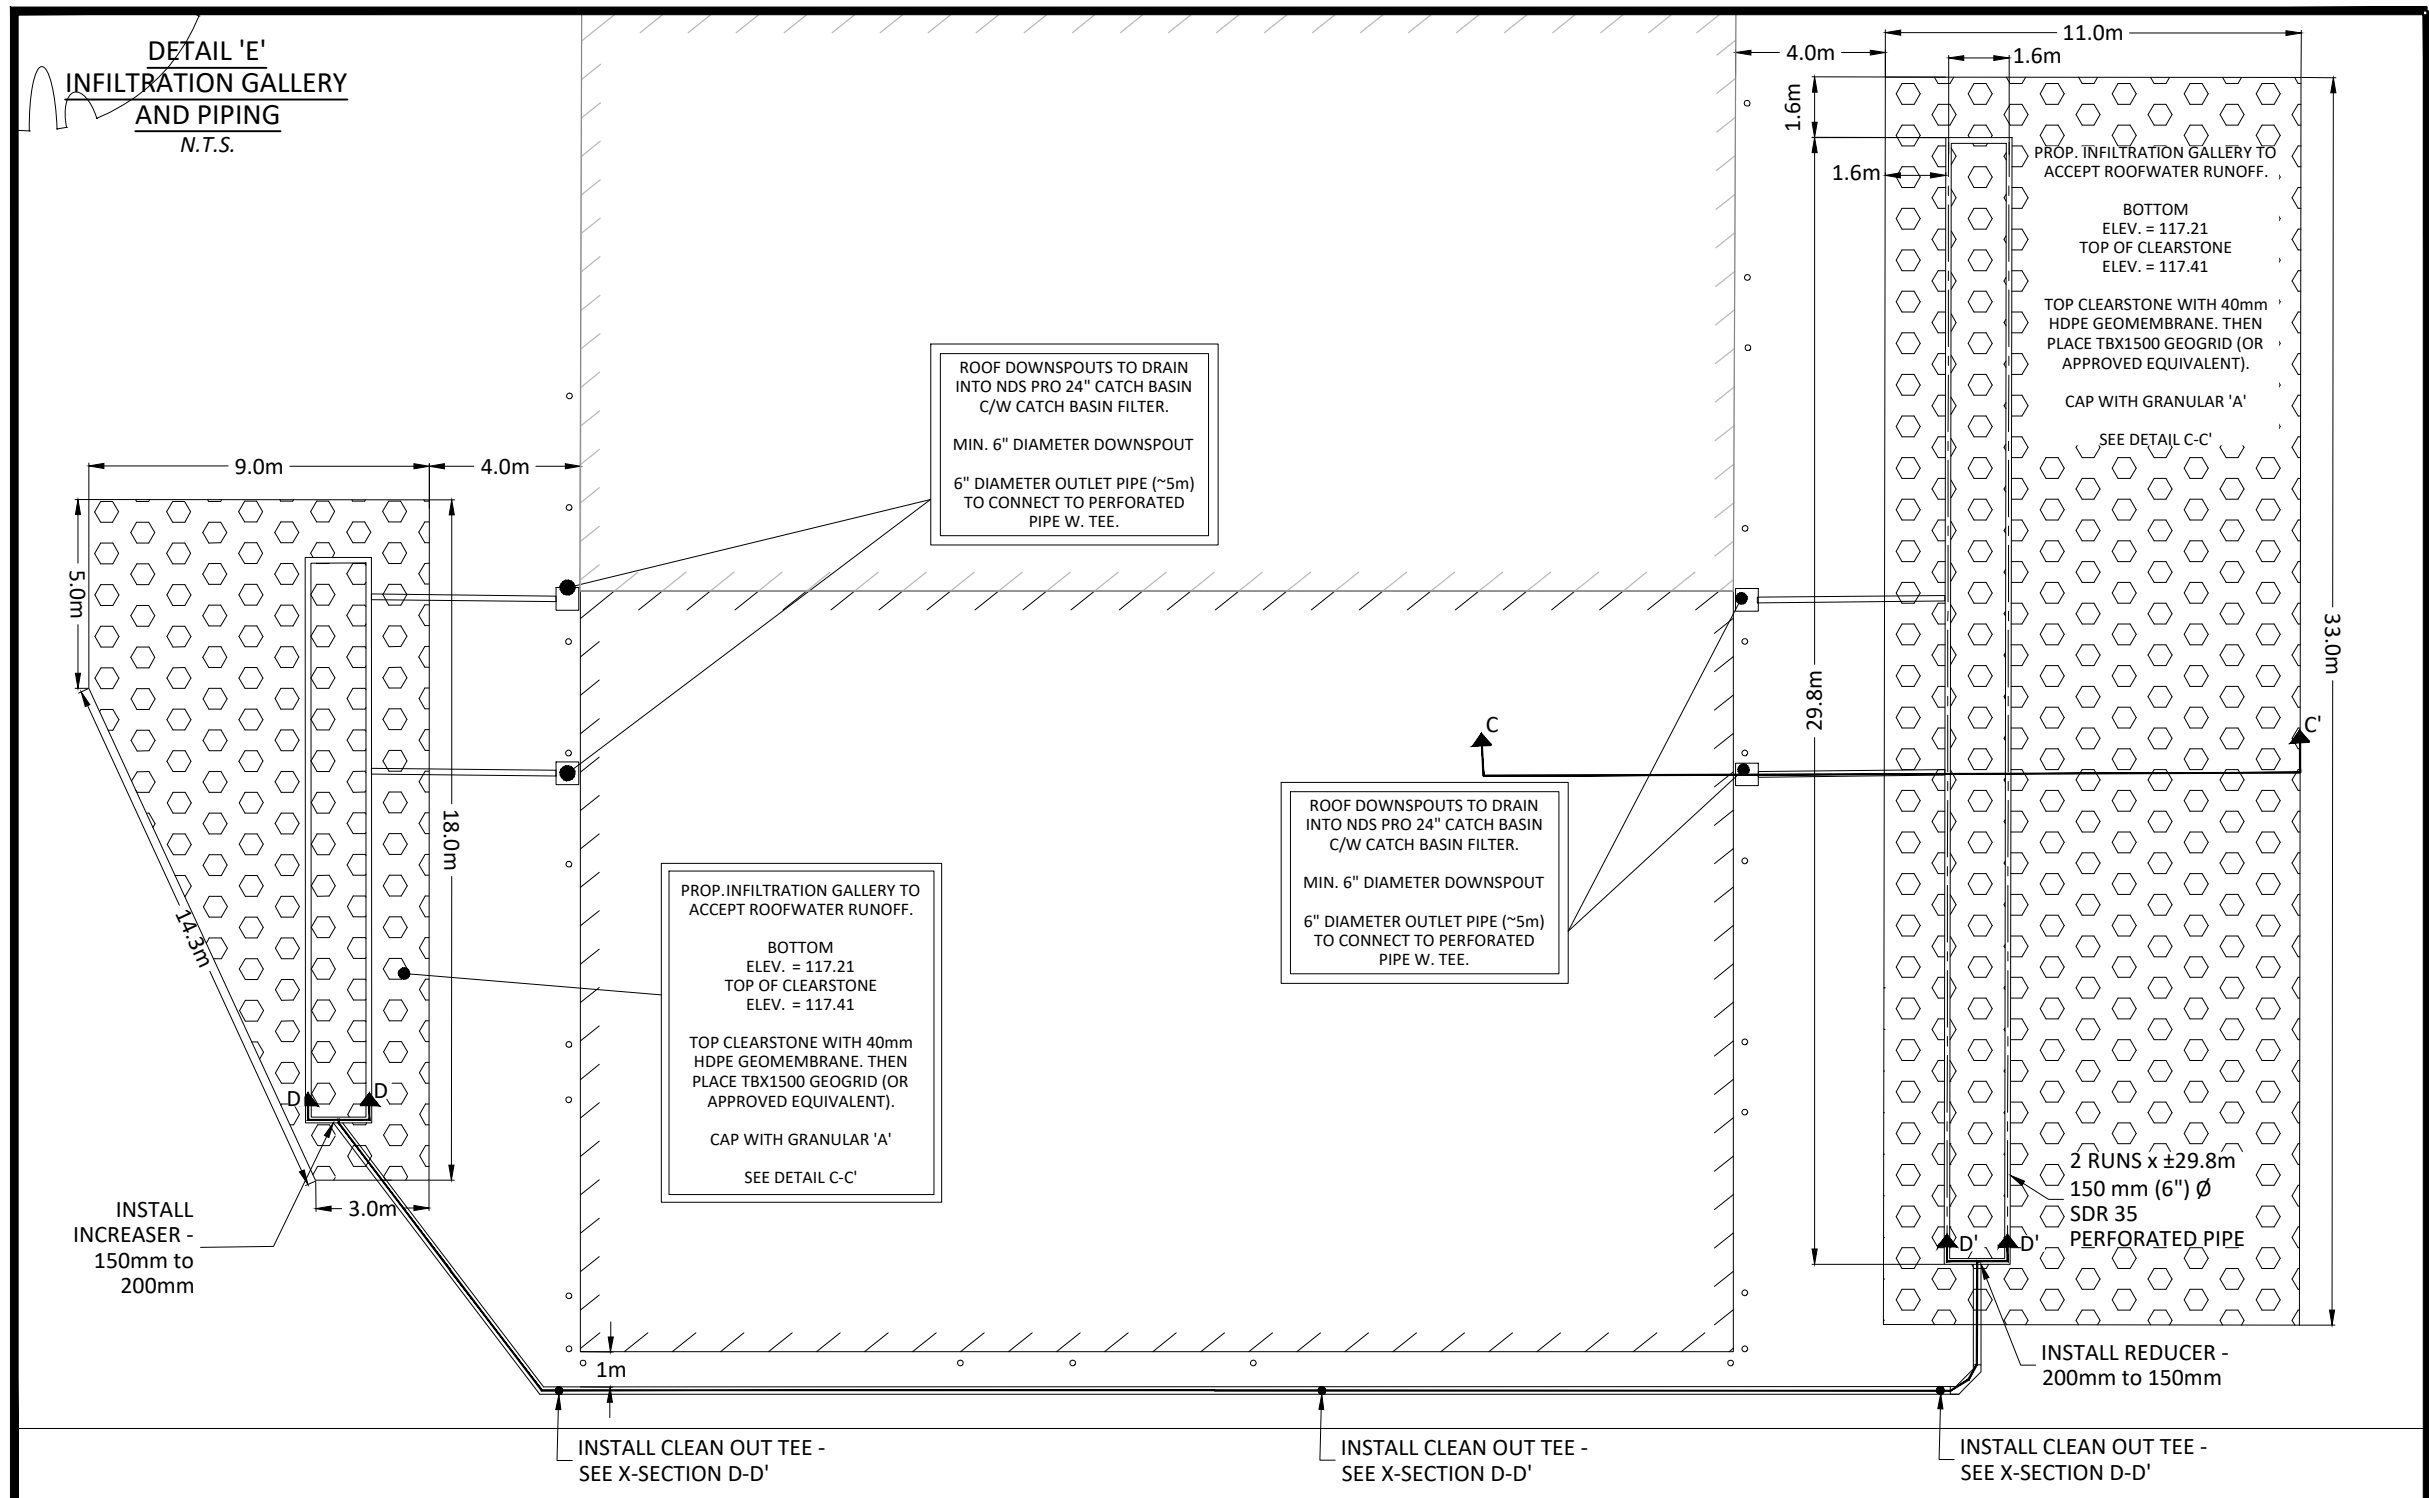 DETAIL 'E'
INFILTRATION GALLERY
AND PIPING
N.T.S.
11.0m
4.0m
1.6m
1.6m
1.6m
PROP. INFILTRATION GALLERY TO
ACCEPT ROOFWATER RUNOFF.
BOTTOM
ELEV. = 117.21
TOP OF CLEARSTONE
ELEV. = 117.41
TOP CLEARSTONE WITH 40mm
HDPE GEOMEMBRANE. THEN
PLACE TBX1500 GEOGRID (OR
APPROVED EQUIVALENT).
CAP WITH GRANULAR 'A'
SEE DETAIL C-C'
ROOF DOWNSPOUTS TO DRAIN
INTO NDS PRO 24" CATCH BASIN
C/W CATCH BASIN FILTER.
MIN. 6" DIAMETER DOWNSPOUT
6" DIAMETER OUTLET PIPE (~5m)
TO CONNECT TO PERFORATED
PIPE W. TEE.
9.0m
4.0m
5.0m
33.0m
29.8m
C
C'
18.0m
14.3m
ROOF DOWNSPOUTS TO DRAIN
INTO NDS PRO 24" CATCH BASIN
C/W CATCH BASIN FILTER.
MIN. 6" DIAMETER DOWNSPOUT
6" DIAMETER OUTLET PIPE (~5m)
TO CONNECT TO PERFORATED
PIPE W. TEE.
PROP.INFILTRATION GALLERY TO
ACCEPT ROOFWATER RUNOFF.
BOTTOM
ELEV. = 117.21
TOP OF CLEARSTONE
ELEV. = 117.41
TOP CLEARSTONE WITH 40mm
HDPE GEOMEMBRANE. THEN
PLACE TBX1500 GEOGRID (OR
APPROVED EQUIVALENT).
CAP WITH GRANULAR 'A'
SEE DETAIL C-C'
D
D
3.0m
INSTALL
INCREASER -
150mm to
200mm
2 RUNS x ±29.8m
150 mm (6") Ø
SDR 35
PERFORATED PIPE
D'
D'
INSTALL REDUCER -
200mm to 150mm
1m
INSTALL CLEAN OUT TEE -
SEE X-SECTION D-D'
INSTALL CLEAN OUT TEE -
SEE X-SECTION D-D'
INSTALL CLEAN OUT TEE -
SEE X-SECTION D-D'